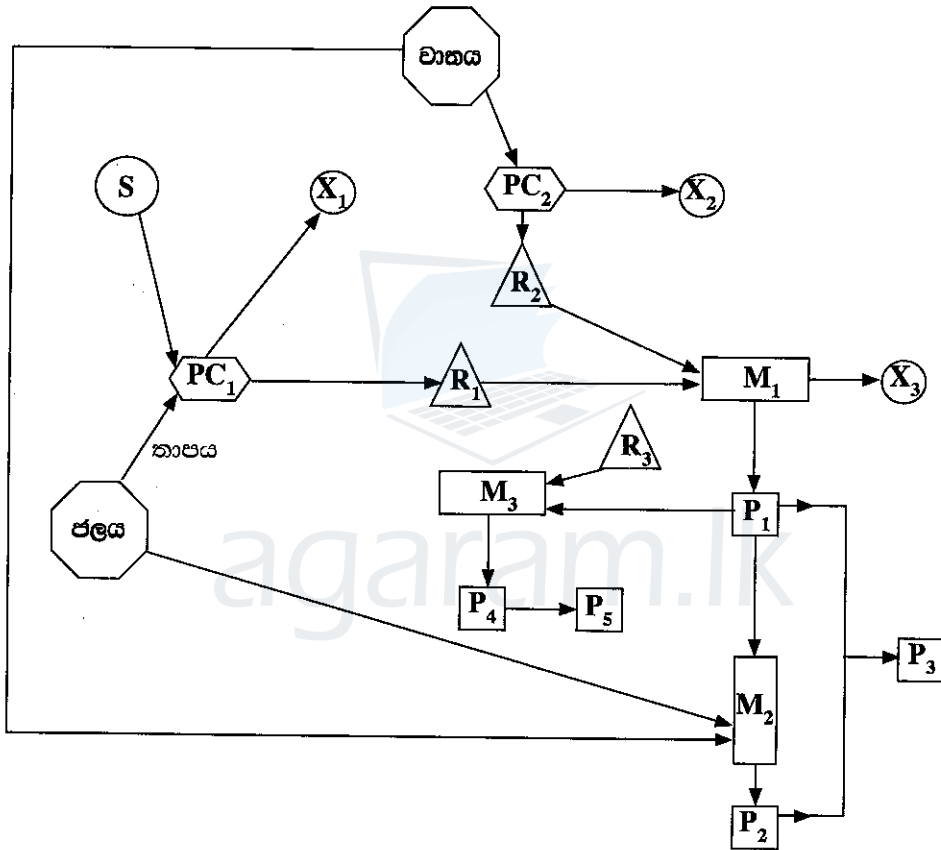 වාතය
S
X₁
PC₂
X₂
R₂
PC₁
R₁
M₁
X₃
තාපය
R₃
M₃
P₁
ජලය
agaram.lk
P₄
P₅
P₃
M₂
P₂